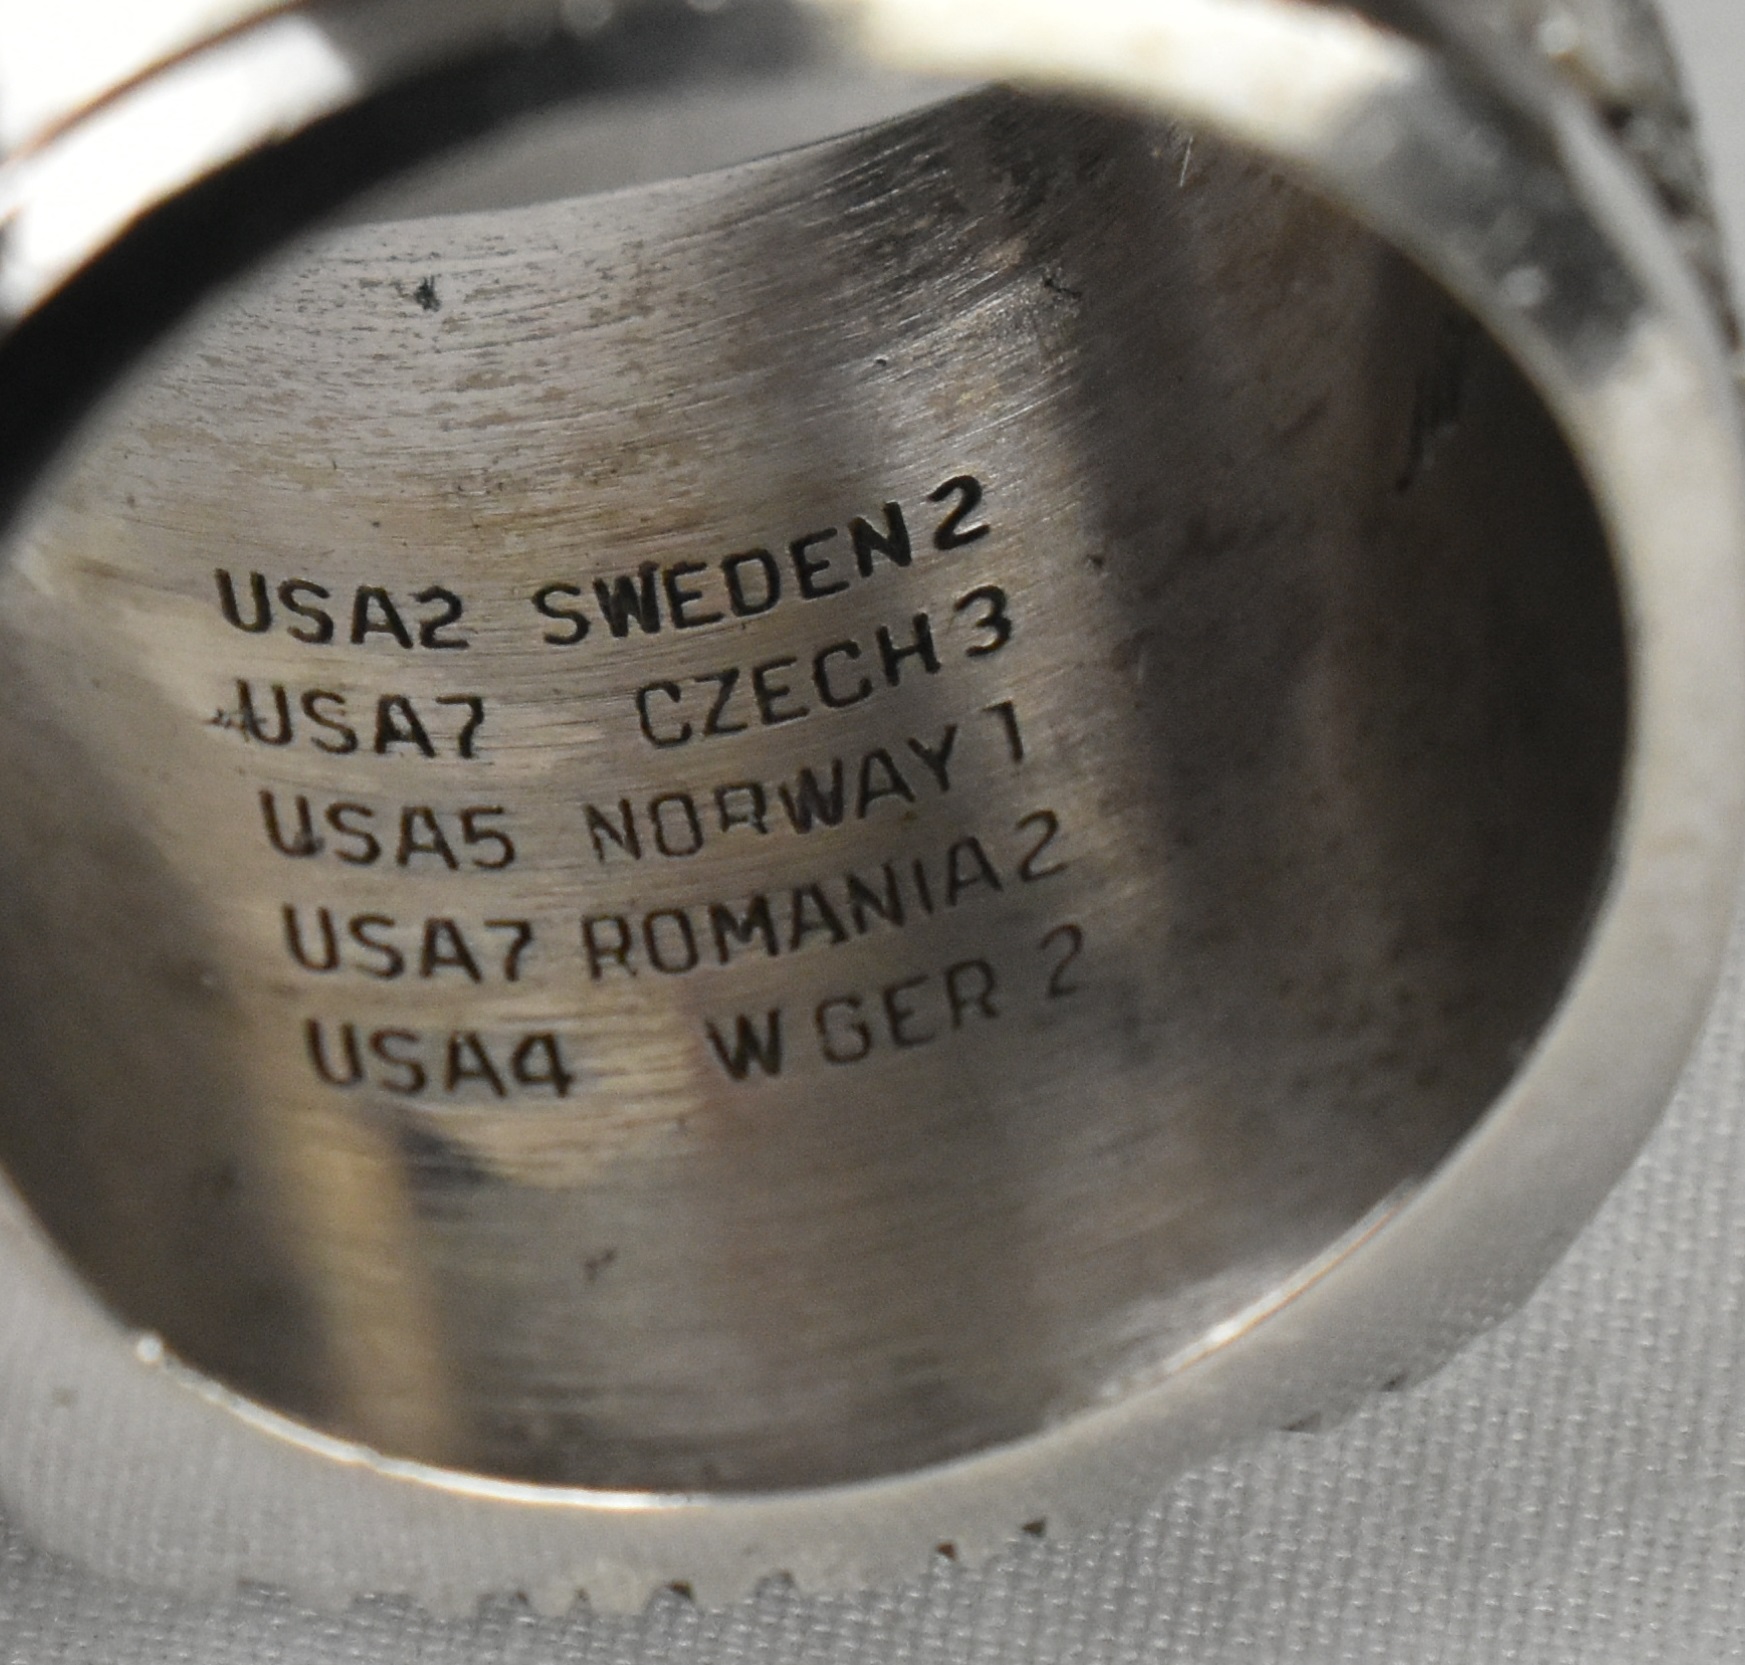 USA2 SWEDEN2
USA7 CZECH3
USA5 NORWAY1
USA7 ROMANIA2
USA4 W GER 2